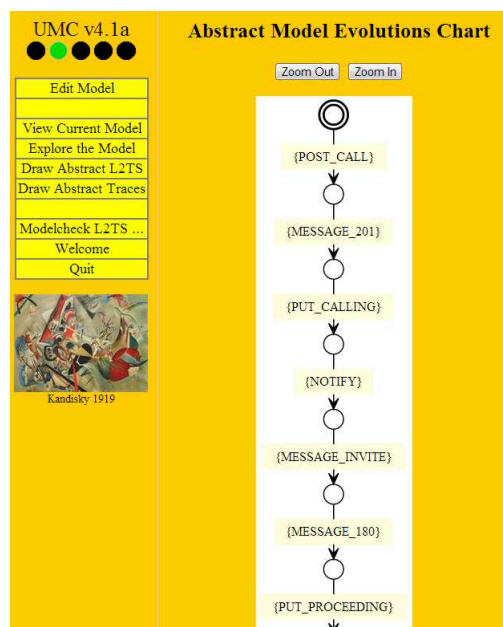 UMC v4.1a
Edit Model
View Current Model
Explore the Model
Draw Abstract L2TS
Draw Abstract Traces
Modelcheck L2TS ...
Welcome
Quit
Kandisky 1919
Abstract Model Evolutions Chart
Zoom Out Zoom In
{POST_CALL}
{MESSAGE_201}
{PUT_CALLING}
{NOTIFY}
{MESSAGE_INVITE}
{MESSAGE_180}
{PUT_PROCEEDING}